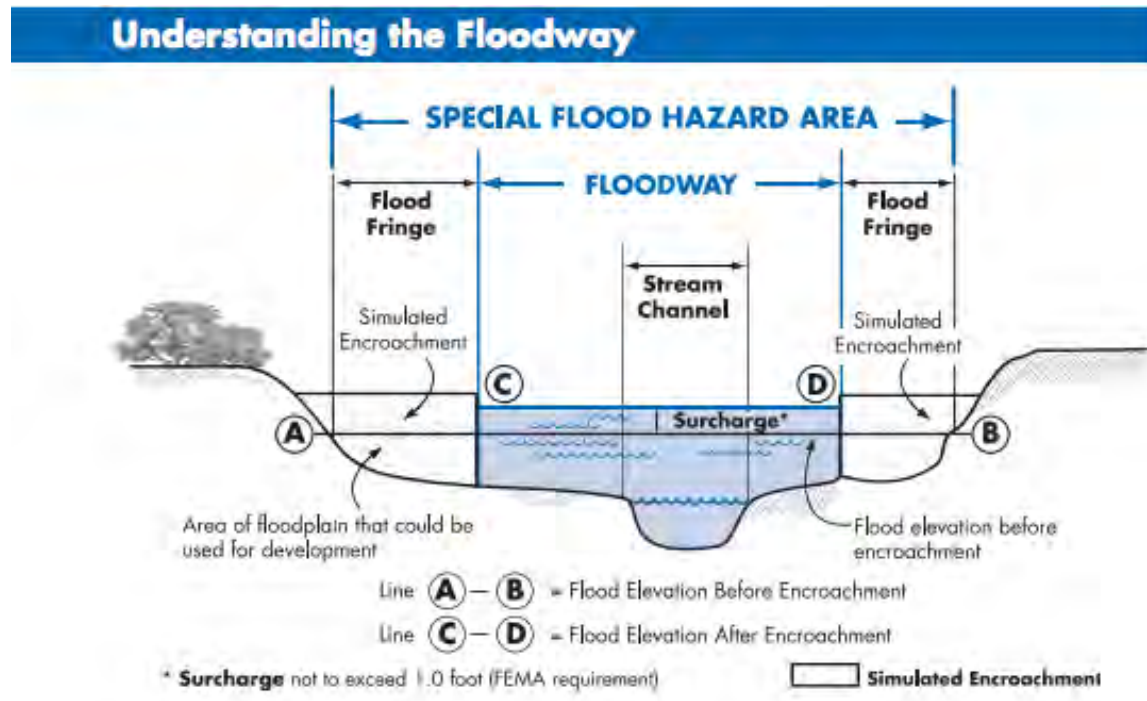 Understanding the Floodway
SPECIAL FLOOD HAZARD AREA
Flood
Fringe
FLOODWAY
Flood
Fringe
Stream
Channel
Simulated
Encroachment
Simulated
Encroachment
C
D
Surcharge*
A
B
Area of floodplain that could be
used for development
Flood elevation before
encroachment
Line A – B = Flood Elevation Before Encroachment
Line C – D = Flood Elevation After Encroachment
* Surcharge not to exceed 1.0 foot (FEMA requirement)
Simulated Encroachment